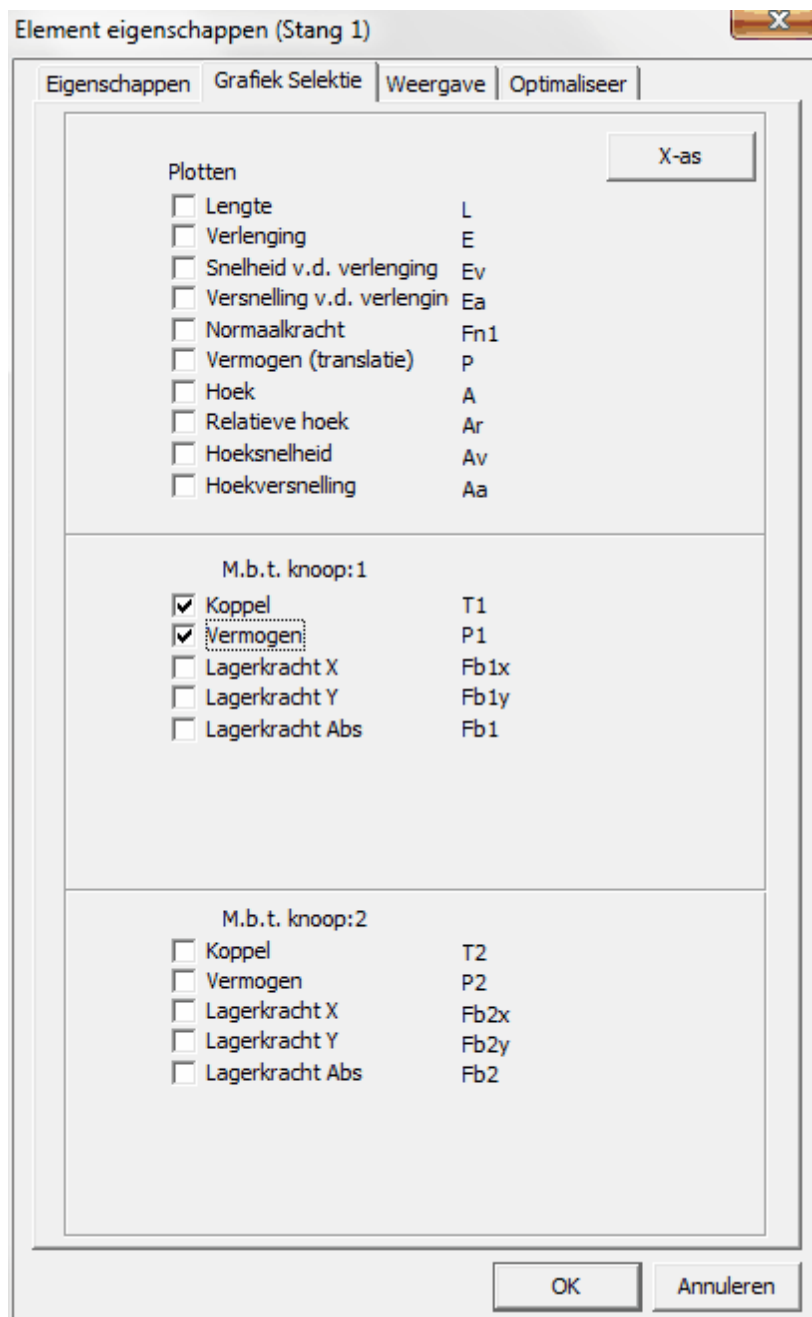 Element eigenschappen (Stang 1)
Eigenschappen Grafiek Selektie Weergave Optimaliseer
X-as
Plotten
Lengte L
Verlenging E
Snelheid v.d. verlenging Ev
Versnelling v.d. verlengin Ea
Normaalkracht Fn1
Vermogen (translatie) P
Hoek A
Relatieve hoek Ar
Hoeksnelheid Av
Hoekversnelling Aa
M.b.t. knoop:1
Koppel T1
Vermogen P1
Lagerkracht X Fb1x
Lagerkracht Y Fb1y
Lagerkracht Abs Fb1
M.b.t. knoop:2
Koppel T2
Vermogen P2
Lagerkracht X Fb2x
Lagerkracht Y Fb2y
Lagerkracht Abs Fb2
OK Annuleren